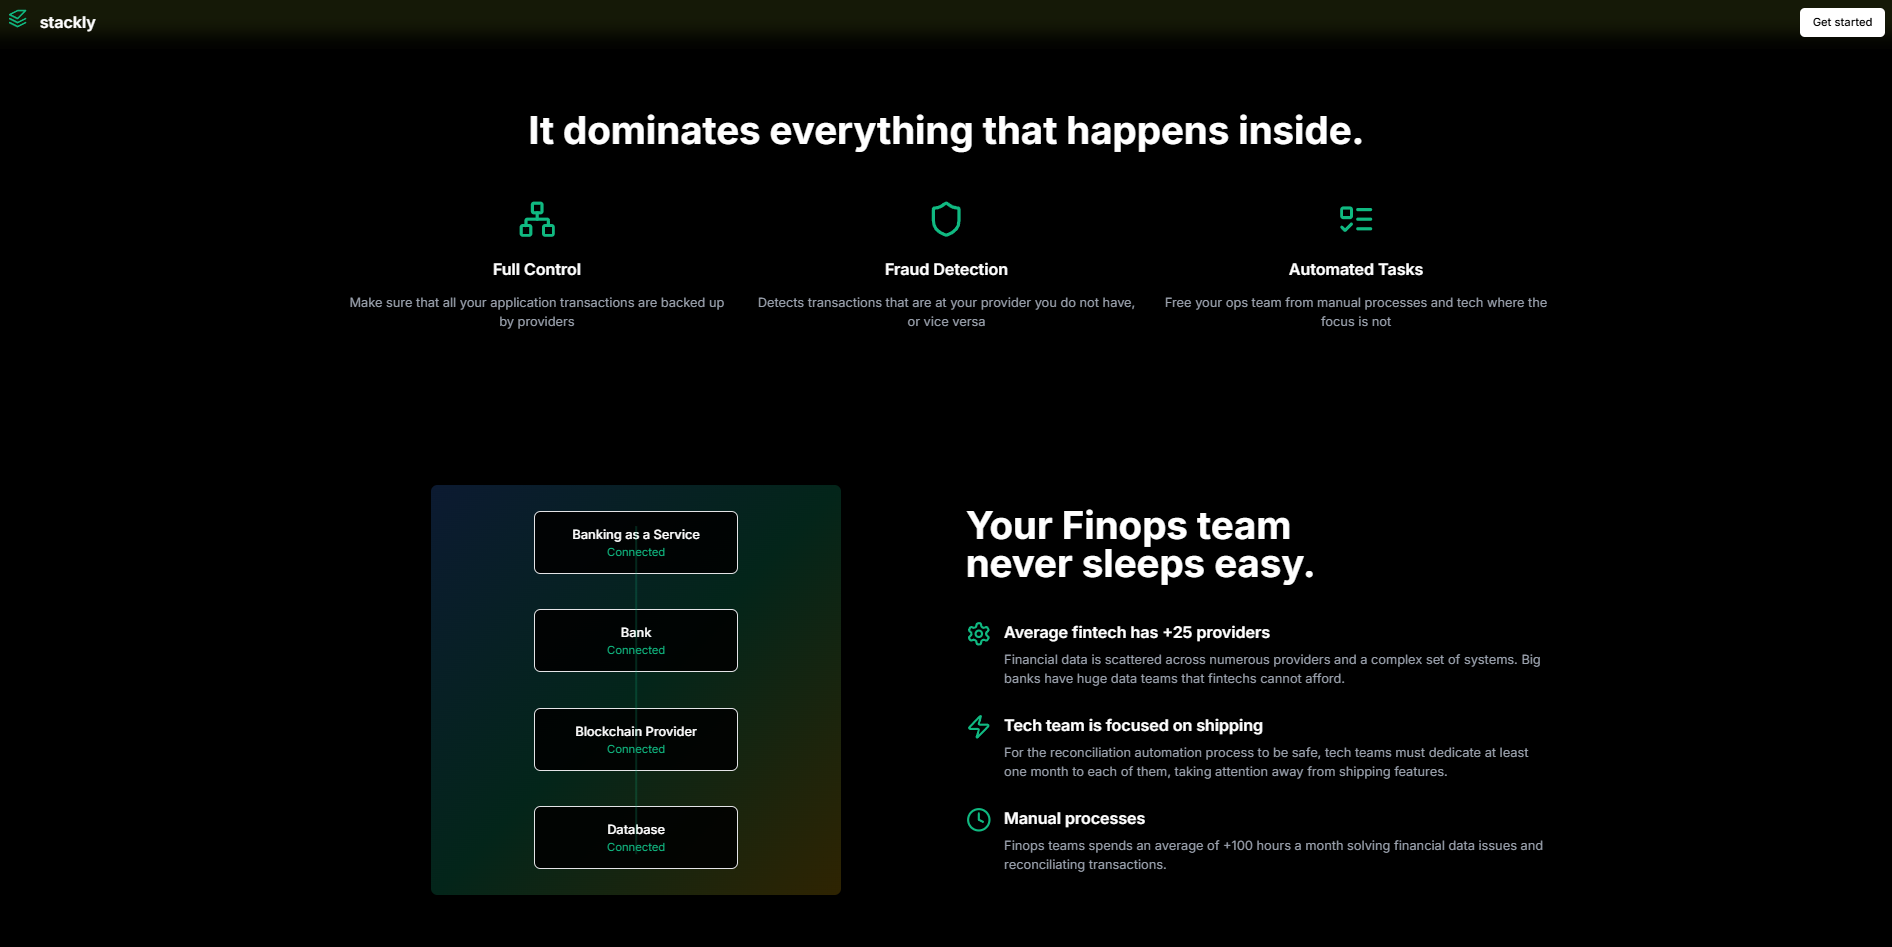 stackly
Get started
It dominates everything that happens inside.
Full Control
Make sure that all your application transactions are backed up
by providers
Fraud Detection
Detects transactions that are at your provider you do not have,
or vice versa
Automated Tasks
Free your ops team from manual processes and tech where the
focus is not
Banking as a Service
Connected
Bank
Connected
Blockchain Provider
Connected
Database
Connected
Your Finops team
never sleeps easy.
Average fintech has +25 providers
Financial data is scattered across numerous providers and a complex set of systems. Big
banks have huge data teams that fintechs cannot afford.
Tech team is focused on shipping
For the reconciliation automation process to be safe, tech teams must dedicate at least
one month to each of them, taking attention away from shipping features.
Manual processes
Finops teams spends an average of +100 hours a month solving financial data issues and
reconciliating transactions.